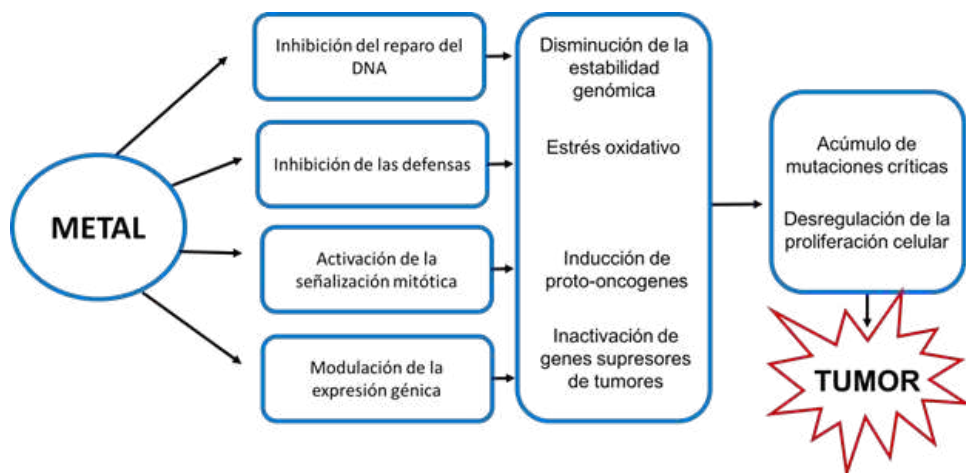 METAL
Inhibición del reparo del
DNA
Inhibición de las defensas
Activación de la
señalización mitótica
Modulación de la
expresión génica
Disminución de la
estabilidad
genómica
Estrés oxidativo
Inducción de
proto-oncogenes
Inactivación de
genes supresores
de tumores
Acúmulo de
mutaciones críticas
Desregulación de la
proliferación celular
TUMOR